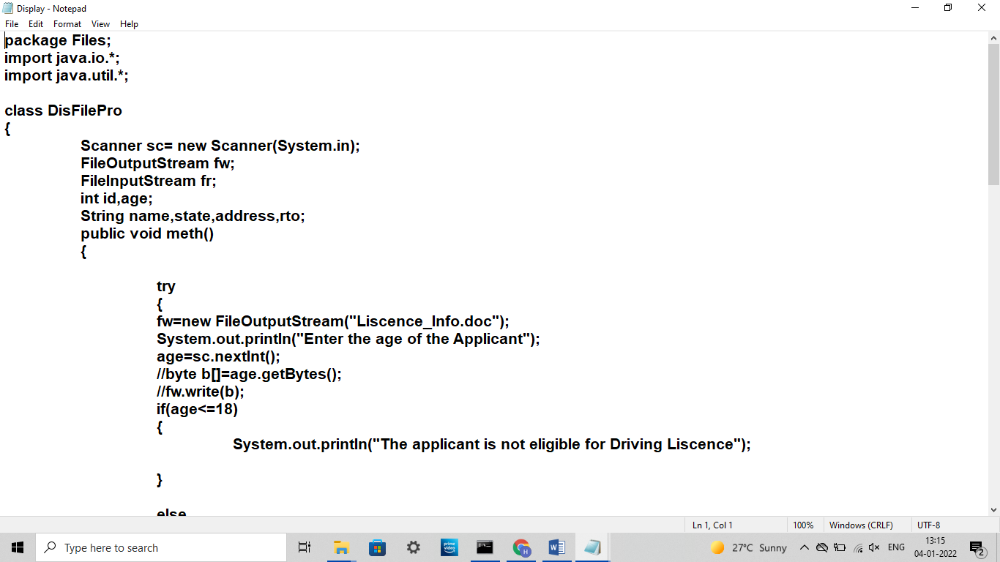 Display - Notepad
File Edit Format View Help
package Files;
import java.io.*;
import java.util.*;
class DisFilePro
{
Scanner sc= new Scanner(System.in);
FileOutputStream fw;
FileInputStream fr;
int id,age;
String name,state,address,rto;
public void meth()
{
try
{
fw=new FileOutputStream("Liscence_Info.doc");
System.out.println("Enter the age of the Applicant");
age=sc.nextInt();
//byte b[]=age.getBytes();
//fw.write(b);
if(age<=18)
{
System.out.println("The applicant is not eligible for Driving Liscence");
}
else
Ln 1, Col 1 100% Windows (CRLF) UTF-8
Type here to search prime video 27°C Sunny ENG 13:15
04-01-2022 2